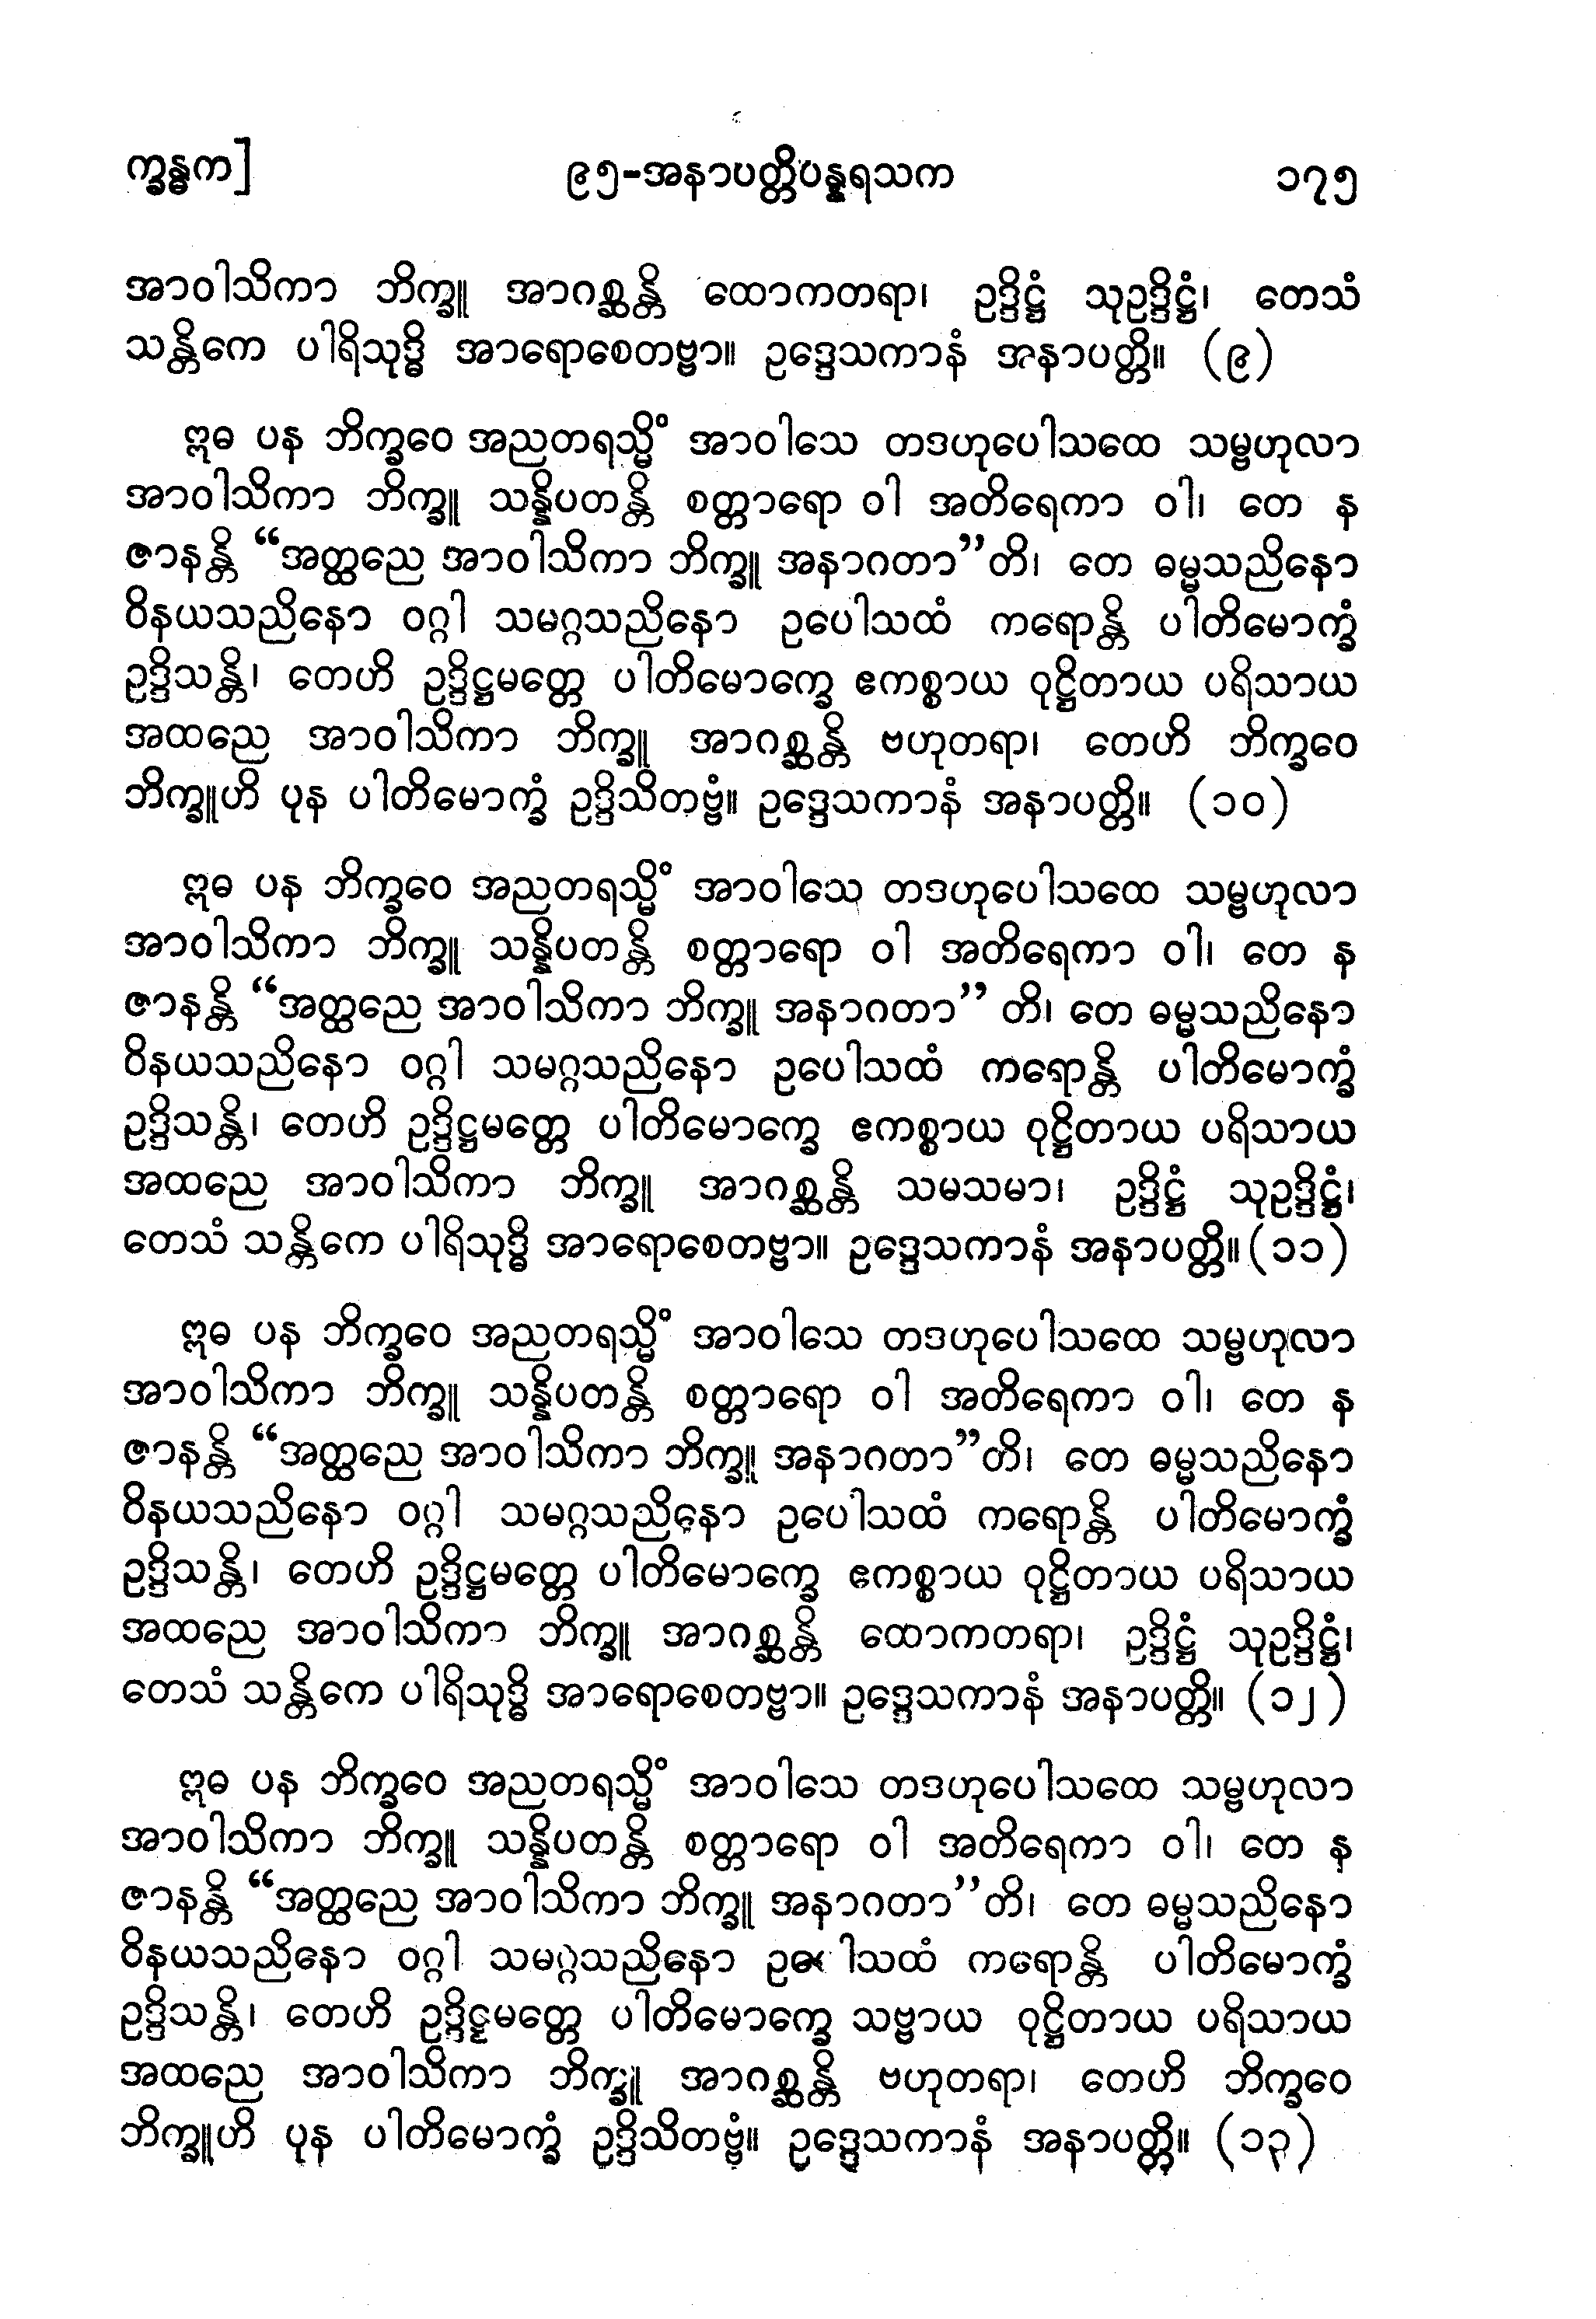 က္ခန္ဓက]
၉၅-အနာပတ္တိပန္နရသက
၁၇၅
အာဝါသိကာ ဘိက္ခူ အာဂစ္ဆန္တိ ထောကတရာ၊ ဥဒ္ဒိဋ္ဌံ သုဥဒ္ဒိဋ္ဌံ၊ တေသံ
သန္တိကေ ပါရိသုဒ္ဓိ အာရောစေတဗ္ဗာ။ ဥဒ္ဒေသကာနံ အနာပတ္တိ။ (၉)
ဣဓ ပန ဘိက္ခဝေ အညတရသ္မိံ အာဝါသေ တဒဟုပေါသထေ သမ္ဗဟုလာ
အာဝါသိကာ ဘိက္ခူ သန္နိပတန္တိ စတ္တာရော ဝါ အတိရေကာ ဝါ၊ တေ န
ဇာနန္တိ “အတ္ထညေ အာဝါသိကာ ဘိက္ခူ အနာဂတာ”တိ၊ တေ ဓမ္မသညိနော
ဝိနယသညိနော ဝဂ္ဂါ သမဂ္ဂသညိနော ဥပေါသထံ ကရောန္တိ ပါတိမောက္ခံ
ဥဒ္ဒိသန္တိ၊ တေဟိ ဥဒ္ဒိဋ္ဌမတ္တေ ပါတိမောက္ခေ ဧကစ္စာယ ဝုဋ္ဌိတာယ ပရိသာယ
အထညေ အာဝါသိကာ ဘိက္ခူ အာဂစ္ဆန္တိ ဗဟုတရာ၊ တေဟိ ဘိက္ခဝေ
ဘိက္ခူဟိ ပုန ပါတိမောက္ခံ ဥဒ္ဒိသိတဗ္ဗံ။ ဥဒ္ဒေသကာနံ အနာပတ္တိ။ (၁၀)
ဣဓ ပန ဘိက္ခဝေ အညတရသ္မိံ အာဝါသေ တဒဟုပေါသထေ သမ္ဗဟုလာ
အာဝါသိကာ ဘိက္ခူ သန္နိပတန္တိ စတ္တာရော ဝါ အတိရေကာ ဝါ၊ တေ န
ဇာနန္တိ “အတ္ထညေ အာဝါသိကာ ဘိက္ခူ အနာဂတာ” တိ၊ တေ ဓမ္မသညိနော
ဝိနယသညိနော ဝဂ္ဂါ သမဂ္ဂသညိနော ဥပေါသထံ ကရောန္တိ ပါတိမောက္ခံ
ဥဒ္ဒိသန္တိ၊ တေဟိ ဥဒ္ဒိဋ္ဌမတ္တေ ပါတိမောက္ခေ ဧကစ္စာယ ဝုဋ္ဌိတာယ ပရိသာယ
အထညေ အာဝါသိကာ ဘိက္ခူ အာဂစ္ဆန္တိ သမသမာ၊ ဥဒ္ဒိဋ္ဌံ သုဥဒ္ဒိဋ္ဌံ၊
တေသံ သန္တိကေ ပါရိသုဒ္ဓိ အာရောစေတဗ္ဗာ။ ဥဒ္ဒေသကာနံ အနာပတ္တိ။(၁၁)
ဣဓ ပန ဘိက္ခဝေ အညတရသ္မိံ အာဝါသေ တဒဟုပေါသထေ သမ္ဗဟုလာ
အာဝါသိကာ ဘိက္ခူ သန္နိပတန္တိ စတ္တာရော ဝါ အတိရေကာ ဝါ၊ တေ န
ဇာနန္တိ “အတ္ထညေ အာဝါသိကာ ဘိက္ခူ အနာဂတာ”တိ၊ တေ ဓမ္မသညိနော
ဝိနယသညိနော ဝဂ္ဂါ သမဂ္ဂသညိနော ဥပေါသထံ ကရောန္တိ ပါတိမောက္ခံ
ဥဒ္ဒိသန္တိ၊ တေဟိ ဥဒ္ဒိဋ္ဌမတ္တေ ပါတိမောက္ခေ ဧကစ္စာယ ဝုဋ္ဌိတာယ ပရိသာယ
အထညေ အာဝါသိကာ ဘိက္ခူ အာဂစ္ဆန္တိ ထောကတရာ၊ ဥဒ္ဒိဋ္ဌံ သုဥဒ္ဒိဋ္ဌံ၊
တေသံ သန္တိကေ ပါရိသုဒ္ဓိ အာရောစေတဗ္ဗာ။ ဥဒ္ဒေသကာနံ အနာပတ္တိ။ (၁၂)
ဣဓ ပန ဘိက္ခဝေ အညတရသ္မိံ အာဝါသေ တဒဟုပေါသထေ သမ္ဗဟုလာ
အာဝါသိကာ ဘိက္ခူ သန္နိပတန္တိ စတ္တာရော ဝါ အတိရေကာ ဝါ၊ တေ န
ဇာနန္တိ “အတ္ထညေ အာဝါသိကာ ဘိက္ခူ အနာဂတာ”တိ၊ တေ ဓမ္မသညိနော
ဝိနယသညိနော ဝဂ္ဂါ သမဂ္ဂသညိနော ဥပေါသထံ ကရောန္တိ ပါတိမောက္ခံ
ဥဒ္ဒိသန္တိ၊ တေဟိ ဥဒ္ဒိဋ္ဌမတ္တေ ပါတိမောက္ခေ သဗ္ဗာယ ဝုဋ္ဌိတာယ ပရိသာယ
အထညေ အာဝါသိကာ ဘိက္ခူ အာဂစ္ဆန္တိ ဗဟုတရာ၊ တေဟိ ဘိက္ခဝေ
ဘိက္ခူဟိ ပုန ပါတိမောက္ခံ ဥဒ္ဒိသိတဗ္ဗံ။ ဥဒ္ဒေသကာနံ အနာပတ္တိ။ (၁၃)